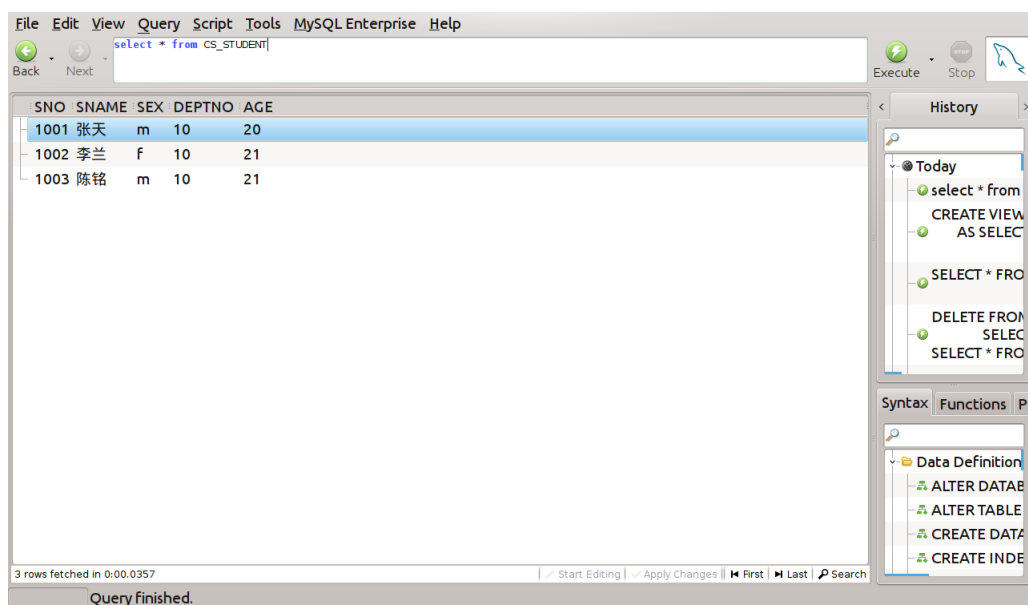 File Edit View Query Script Tools MySQL Enterprise Help
select * from CS_STUDENT
Back Next Execute STOP Stop
SNO SNAME SEX DEPTNO AGE
1001 张天 m 10 20
1002 李兰 f 10 21
1003 陈铭 m 10 21
3 rows fetched in 0:00.0357
Start Editing Apply Changes First Last Search
Query finished.
History
Today
select * from
CREATE VIEW
AS SELECT
SELECT * FRO
DELETE FROM
SELEC
SELECT * FRO
Syntax Functions P
Data Definition
ALTER DATAB
ALTER TABLE
CREATE DATA
CREATE INDE